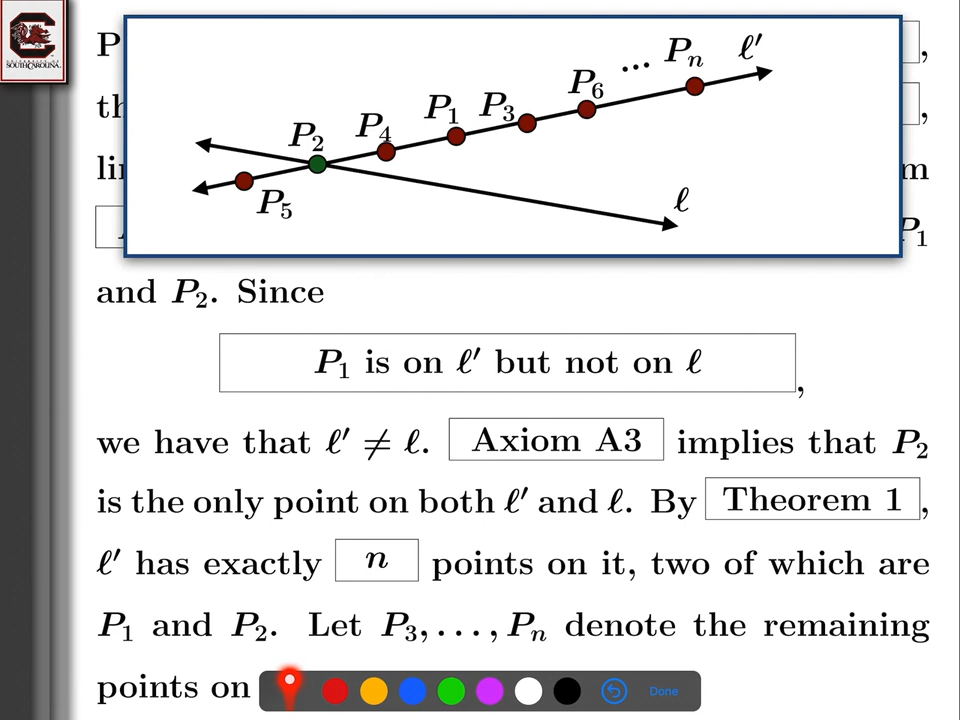 SOUTH CAROLINA
P
,
th
,
lin
m
P₁
P₂ P₄ P₁ P₃ P₆ ... Pₙ ℓ′
P₅ ℓ
and P₂. Since
P₁ is on ℓ′ but not on ℓ
,
we have that ℓ′ ≠ ℓ. Axiom A3 implies that P₂
is the only point on both ℓ′ and ℓ. By Theorem 1,
ℓ′ has exactly n points on it, two of which are
P₁ and P₂. Let P₃, . . . , Pₙ denote the remaining
points on
Done